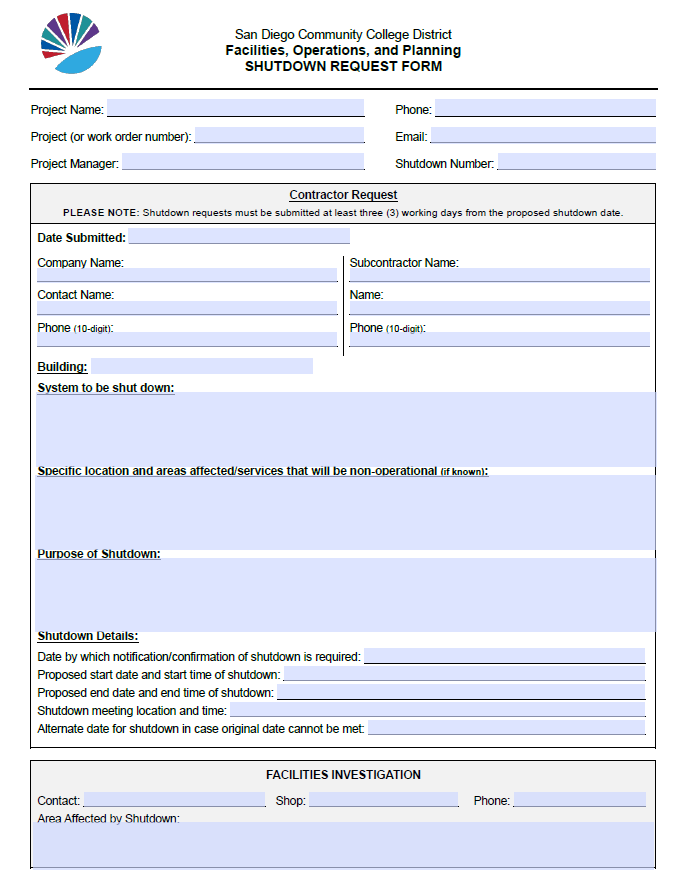 San Diego Community College District
Facilities, Operations, and Planning
SHUTDOWN REQUEST FORM
Project Name: Phone:
Project (or work order number): Email:
Project Manager: Shutdown Number:
Contractor Request
PLEASE NOTE: Shutdown requests must be submitted at least three (3) working days from the proposed shutdown date.
Date Submitted:
Company Name: Subcontractor Name:
Contact Name: Name:
Phone (10-digit): Phone (10-digit):
Building:
System to be shut down:
Specific location and areas affected/services that will be non-operational (if known):
Purpose of Shutdown:
Shutdown Details:
Date by which notification/confirmation of shutdown is required:
Proposed start date and start time of shutdown:
Proposed end date and end time of shutdown:
Shutdown meeting location and time:
Alternate date for shutdown in case original date cannot be met:
FACILITIES INVESTIGATION
Contact: Shop: Phone:
Area Affected by Shutdown: